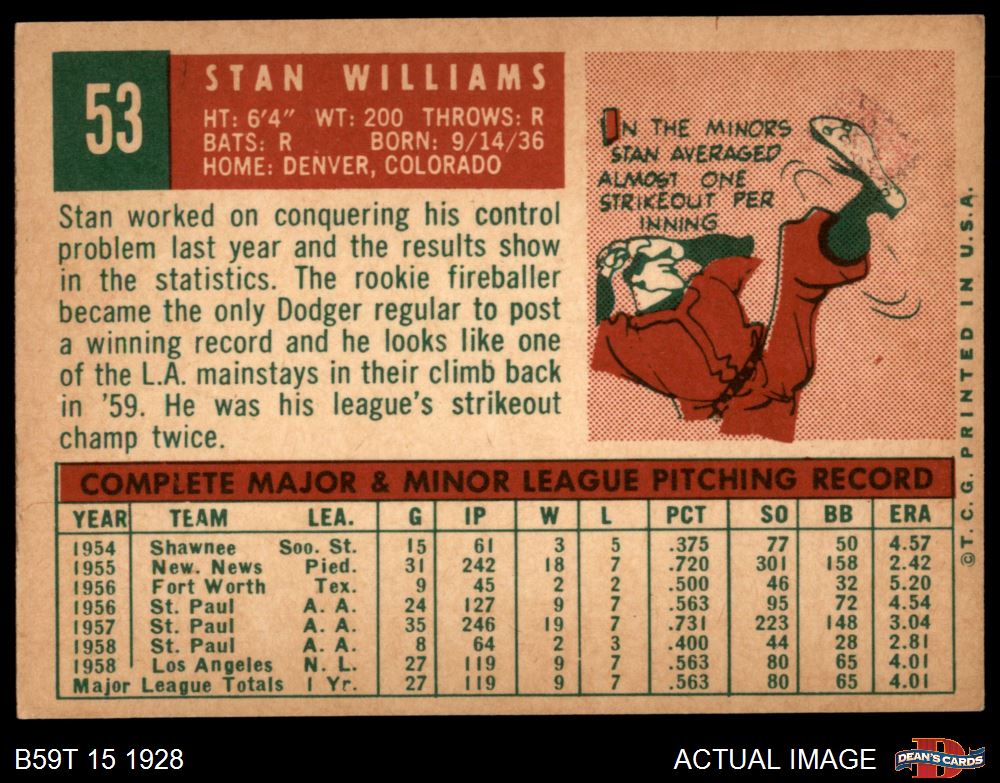 53
STAN WILLIAMS
HT: 6'4" WT: 200 THROWS: R
BATS: R BORN: 9/14/36
HOME: DENVER, COLORADO
Stan worked on conquering his control
problem last year and the results show
in the statistics. The rookie fireballer
became the only Dodger regular to post
a winning record and he looks like one
of the L.A. mainstays in their climb back
in '59. He was his league's strikeout
champ twice.
IN THE MINORS
STAN AVERAGED
ALMOST ONE
STRIKEOUT PER
INNING
COMPLETE MAJOR & MINOR LEAGUE PITCHING RECORD
YEAR TEAM LEA. G IP W L PCT SO BB ERA
1954 Shawnee Soo. St. 15 61 3 5 .375 77 50 4.57
1955 New. News Pied. 31 242 18 7 .720 301 158 2.42
1956 Fort Worth Tex. 9 45 2 2 .500 46 32 5.20
1956 St. Paul A. A. 24 127 9 7 .563 95 72 4.54
1957 St. Paul A. A. 35 246 19 7 .731 223 148 3.04
1958 St. Paul A. A. 8 64 2 3 .400 44 28 2.81
1958 Los Angeles N. L. 27 119 9 7 .563 80 65 4.01
Major League Totals 1 Yr. 27 119 9 7 .563 80 65 4.01
© T. C. G. PRINTED IN U.S.A.
B59T 15 1928
ACTUAL IMAGE
D
DEAN'S CARDS